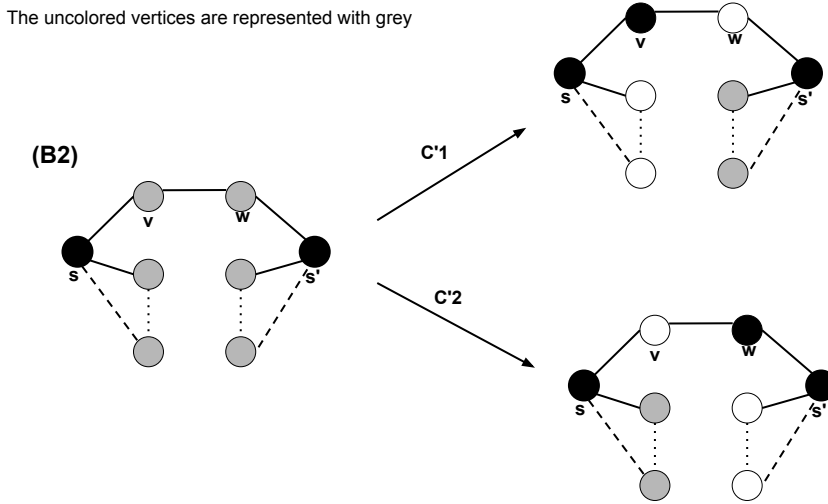 The uncolored vertices are represented with grey
v
w
s
s'
C'1
(B2)
v
w
s
s'
C'2
v
w
s
s'